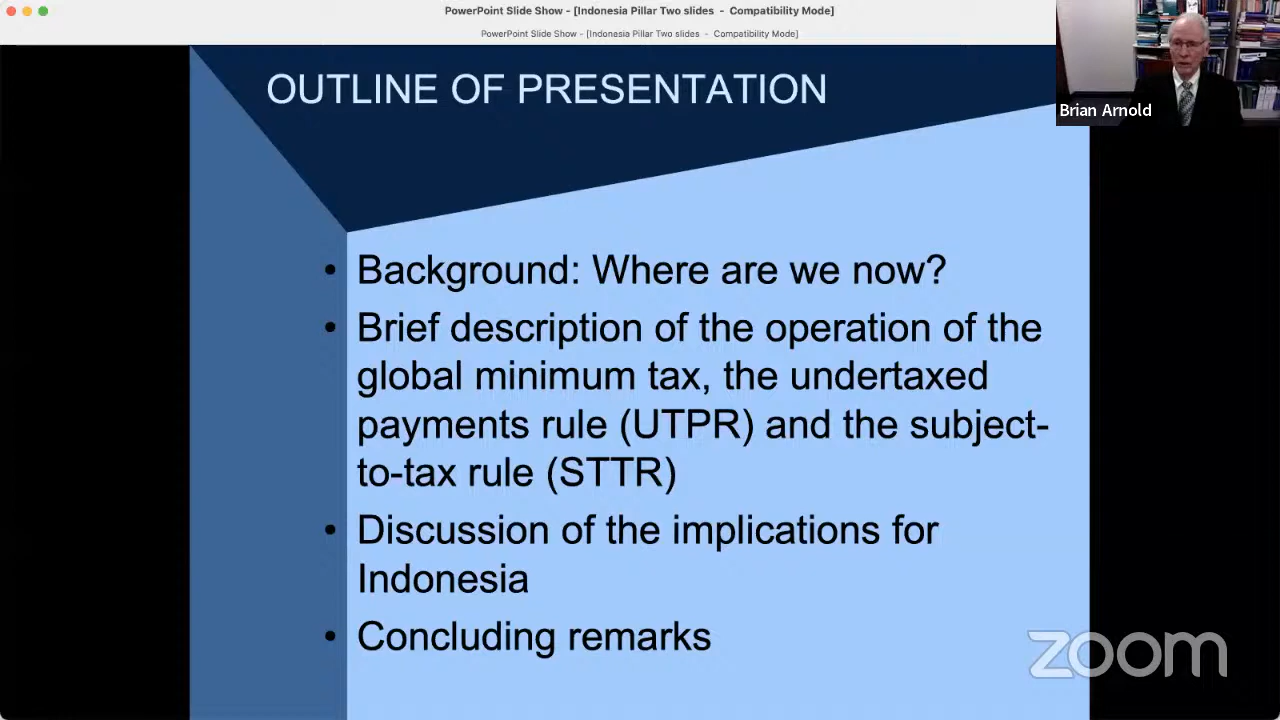 PowerPoint Slide Show - [Indonesia Pillar Two slides - Compatibility Mode]
PowerPoint Slide Show - [Indonesia Pillar Two slides - Compatibility Mode]
OUTLINE OF PRESENTATION
Brian Arnold
• Background: Where are we now?
• Brief description of the operation of the
global minimum tax, the undertaxed
payments rule (UTPR) and the subject-
to-tax rule (STTR)
• Discussion of the implications for
Indonesia
• Concluding remarks
zoom